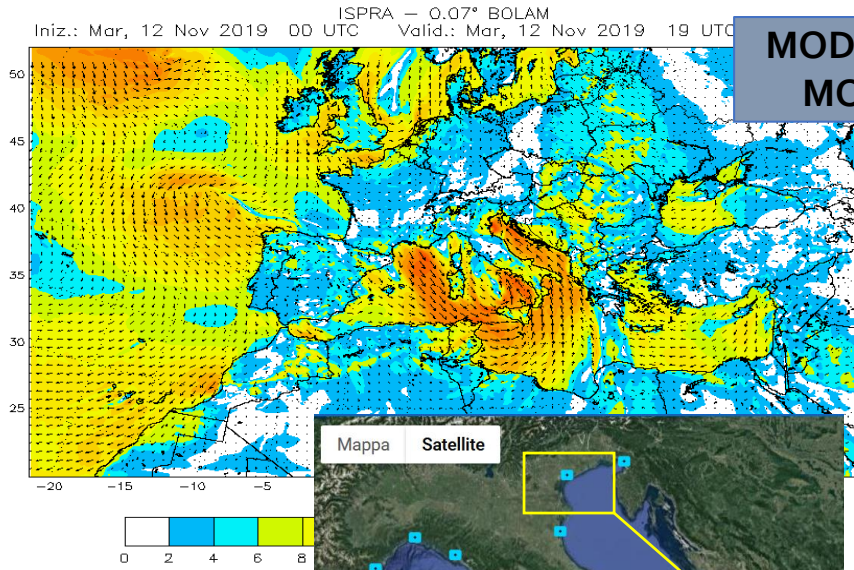 ISPRA — 0.07° BOLAM
Iniz.: Mar, 12 Nov 2019 00 UTC Valid.: Mar, 12 Nov 2019 19 UTC
MOD
MO
50
45
40
35
30
25
-20 -15 -10 -5
0 2 4 6 8
Mappa Satellite